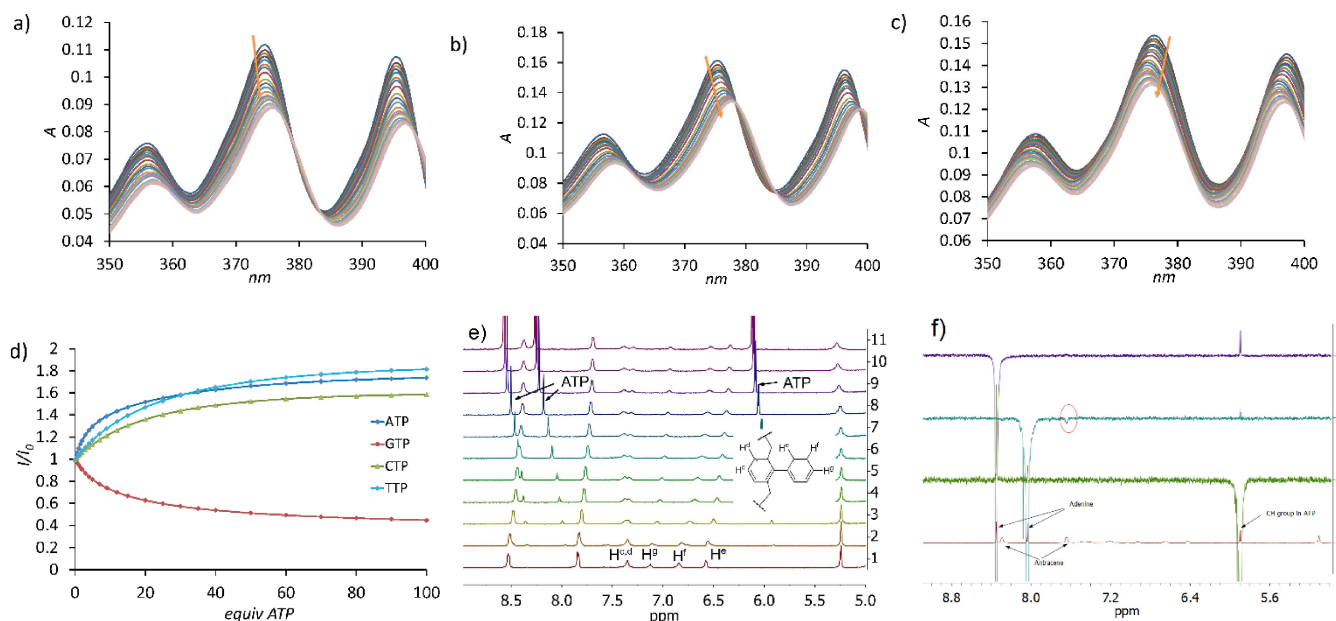 a)
0.12
0.11
0.1
0.09
0.08
0.07
0.06
0.05
0.04
A
350 360 370 380 390 400
nm
b)
0.18
0.16
0.14
0.12
0.1
0.08
0.06
0.04
A
350 360 370 380 390 400
nm
c)
0.16
0.15
0.14
0.13
0.12
0.11
0.1
0.09
0.08
0.07
0.06
A
350 360 370 380 390 400
nm
d)
2
1.8
1.6
1.4
1.2
1
0.8
0.6
0.4
0.2
0
I/I0
ATP
GTP
CTP
TTP
0 20 40 60 80 100
equiv ATP
e)
11
10
9
ATP ATP
8
7
6
5
4
3
2
1
Hd He Hf
Hc Hg
Hc,d Hg Hf He
8.5 8.0 7.5 7.0 6.5 6.0 5.5 5.0
ppm
f)
Adenine
CH group in ATP
Antracene
8.8 8.0 7.2 6.4 5.6
ppm